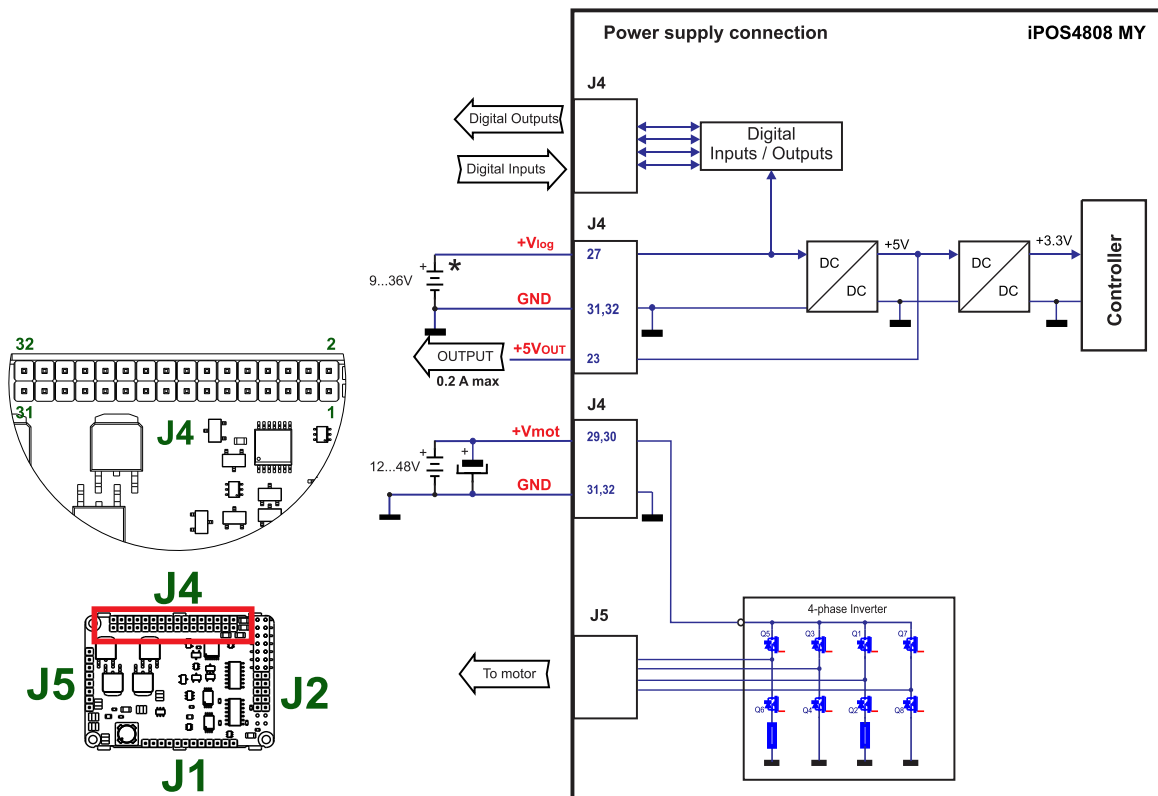 Power supply connection
iPOS4808 MY
J4
Digital Outputs
Digital Inputs
Digital
Inputs / Outputs
J4
+Vlog
27
9...36V
+
*
GND
31,32
+5VOUT
23
OUTPUT
0.2 A max
DC
DC
+5V
DC
DC
+3.3V
Controller
J4
+Vmot
29,30
12...48V
+
+
GND
31,32
32
2
31
1
J4
J4
J5
J2
J1
J5
To motor
4-phase Inverter
Q5
Q3
Q1
Q7
Q6
Q4
Q2
Q8